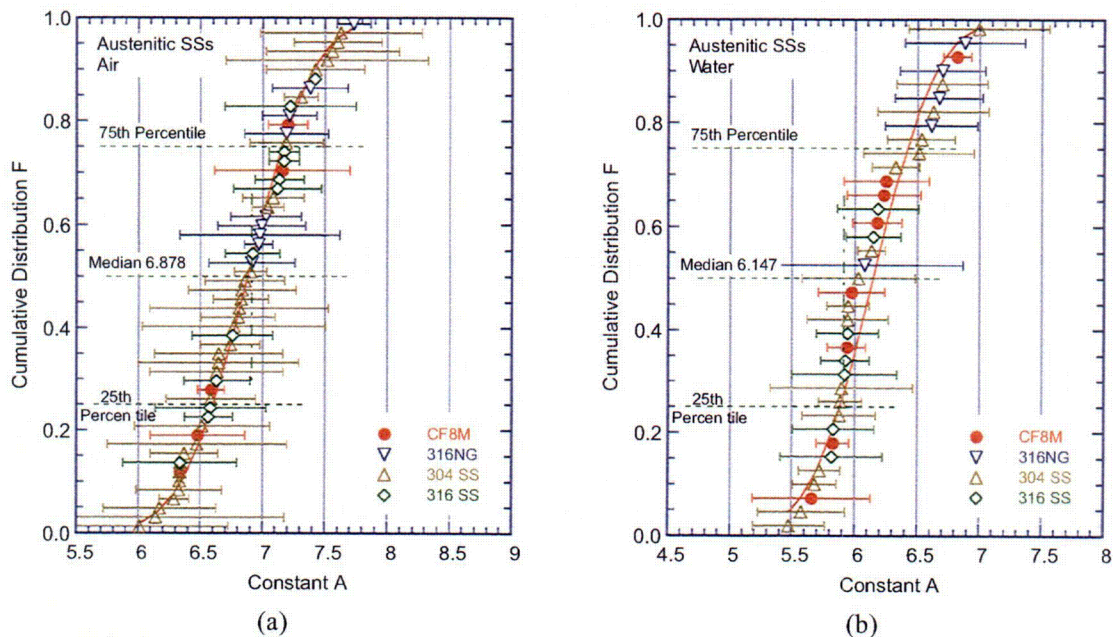 Austenitic SSs
Air
75th Percentile
Median 6.878
25th
Percen tile
CF8M
316NG
304 SS
316 SS
Cumulative Distribution F
1.0
0.8
0.6
0.4
0.2
0.0
5.5 6 6.5 7 7.5 8 8.5 9
Constant A
(a)
Austenitic SSs
Water
75th Percentile
Median 6.147
25th
Percen tile
CF8M
316NG
304 SS
316 SS
Cumulative Distribution F
1.0
0.8
0.6
0.4
0.2
0.0
4.5 5 5.5 6 6.5 7 7.5 8
Constant A
(b)